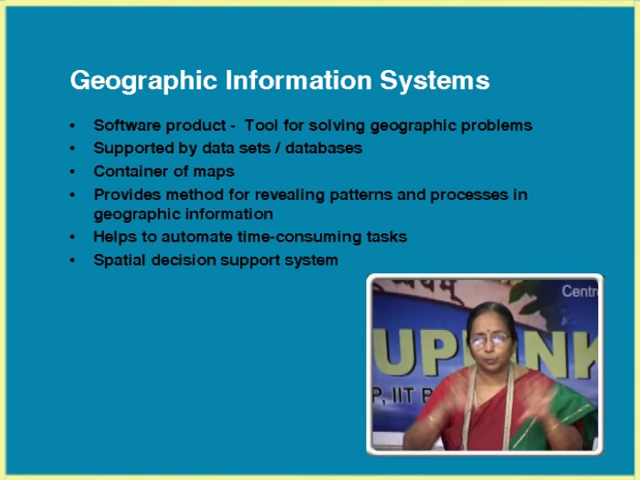 Geographic Information Systems
• Software product - Tool for solving geographic problems
• Supported by data sets / databases
• Container of maps
• Provides method for revealing patterns and processes in
geographic information
• Helps to automate time-consuming tasks
• Spatial decision support system
Centre
P, IIT B